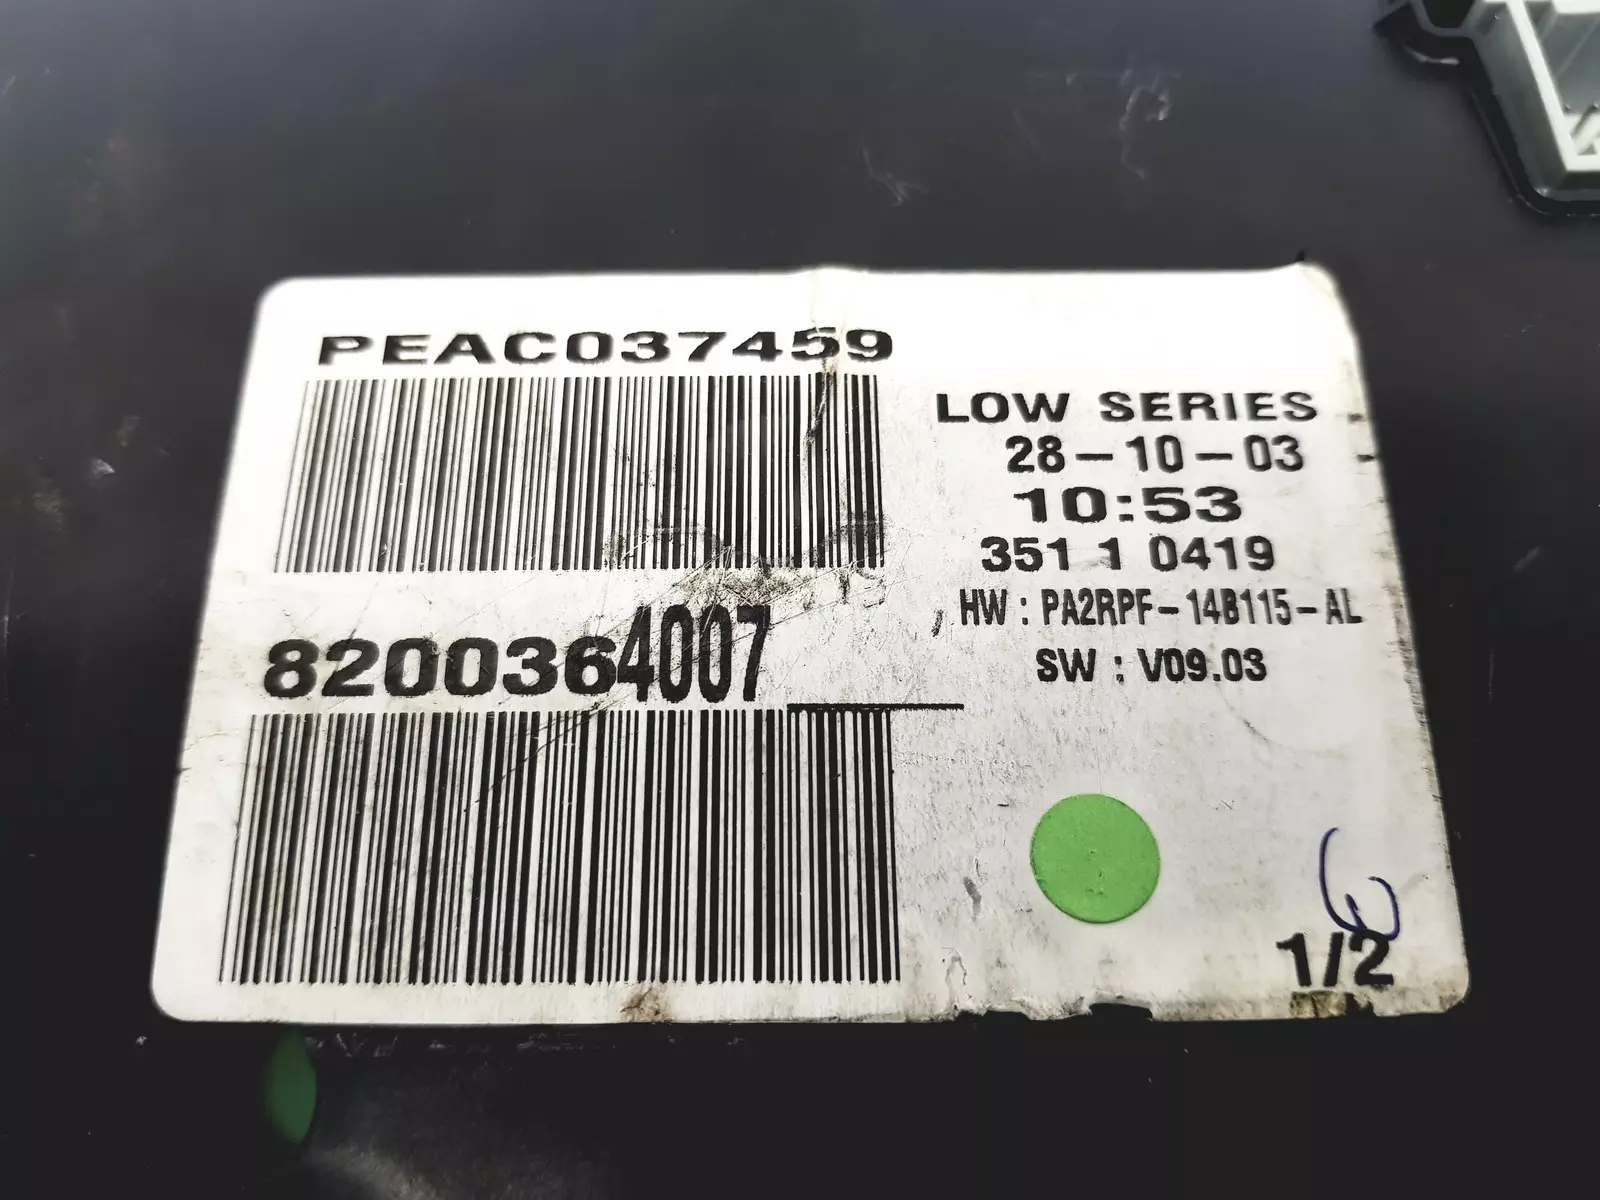 PEAC037459
LOW SERIES
28-10-03
10:53
351 1 0419
HW : PA2RPF-14B115-AL
SW : V09.03
8200364007
1/2